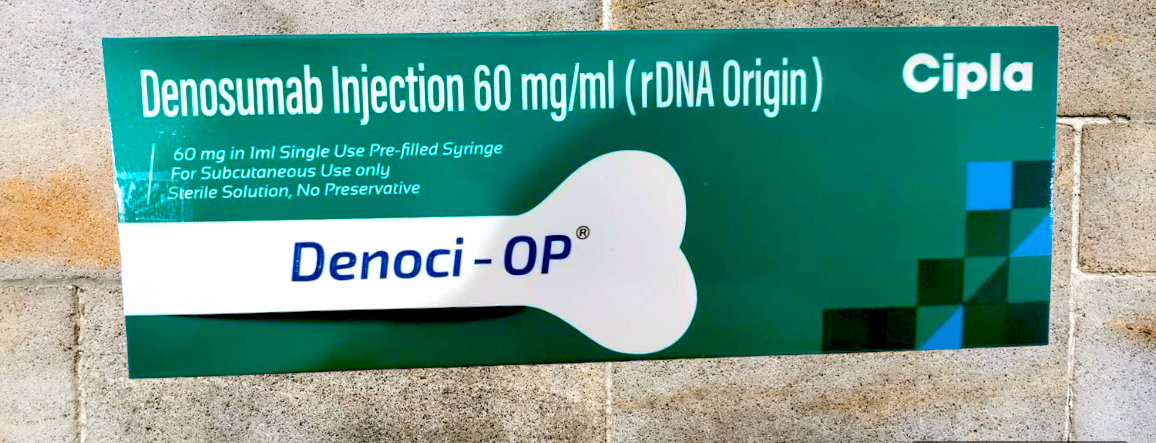 Denosumab Injection 60 mg/ml (rDNA Origin)
Cipla
60 mg in 1ml Single Use Pre-filled Syringe
For Subcutaneous Use only
Sterile Solution, No Preservative
Denoci - OP®